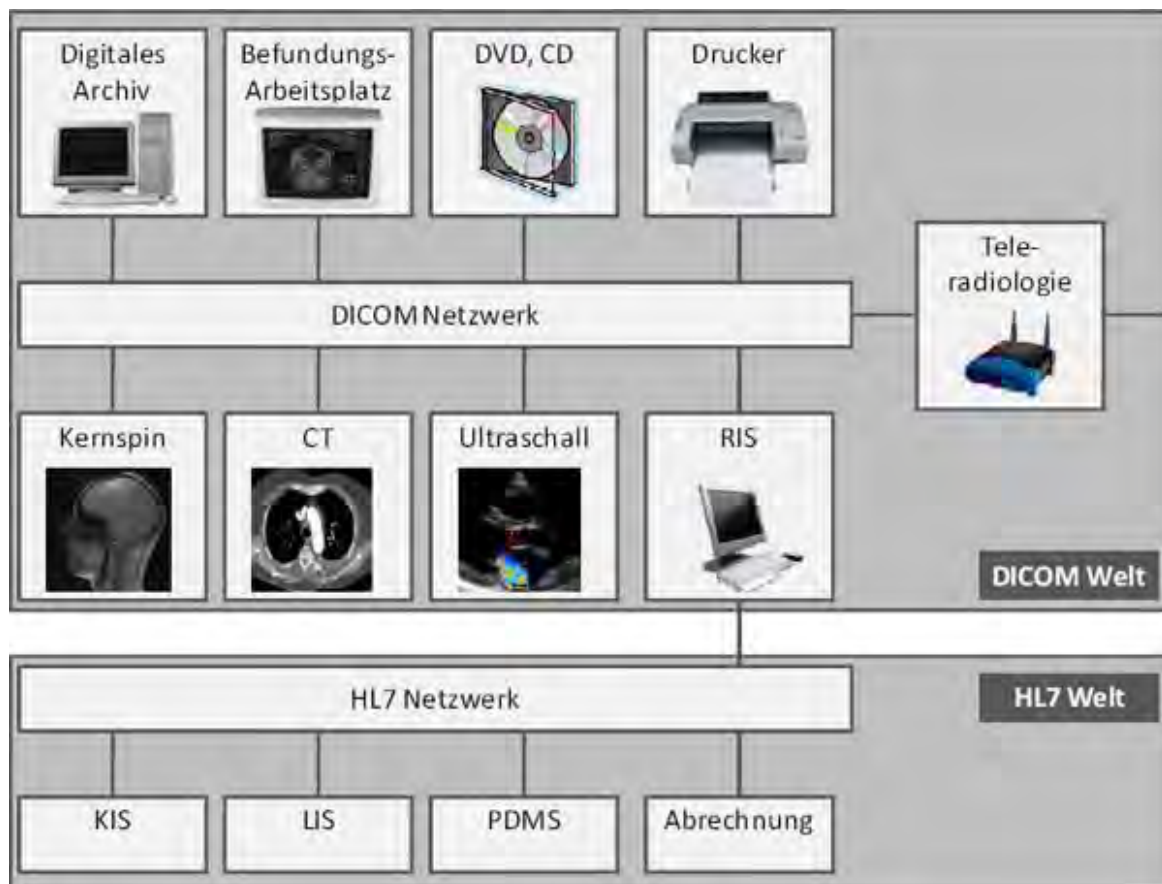 Digitales
Archiv
Befundungs-
Arbeitsplatz
DVD, CD
Drucker
Tele-
radiologie
DICOM Netzwerk
Kernspin
CT
Ultraschall
RIS
DICOM Welt
HL7 Netzwerk
HL7 Welt
KIS
LIS
PDMS
Abrechnung